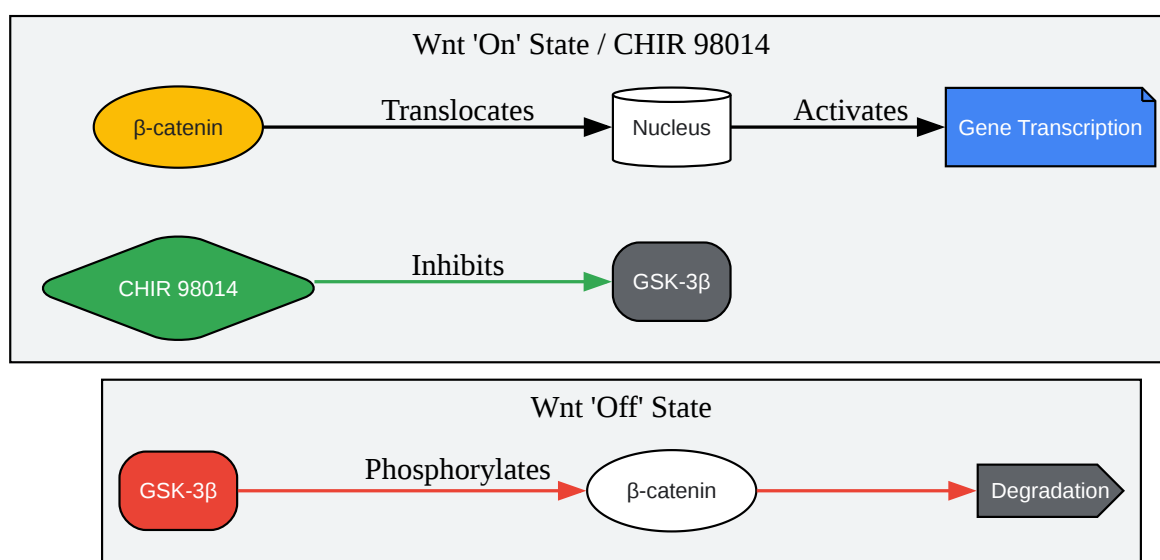 Wnt 'On' State / CHIR 98014
β-catenin
Translocates
Nucleus
Activates
Gene Transcription
CHIR 98014
Inhibits
GSK-3β
Wnt 'Off' State
GSK-3β
Phosphorylates
β-catenin
Degradation